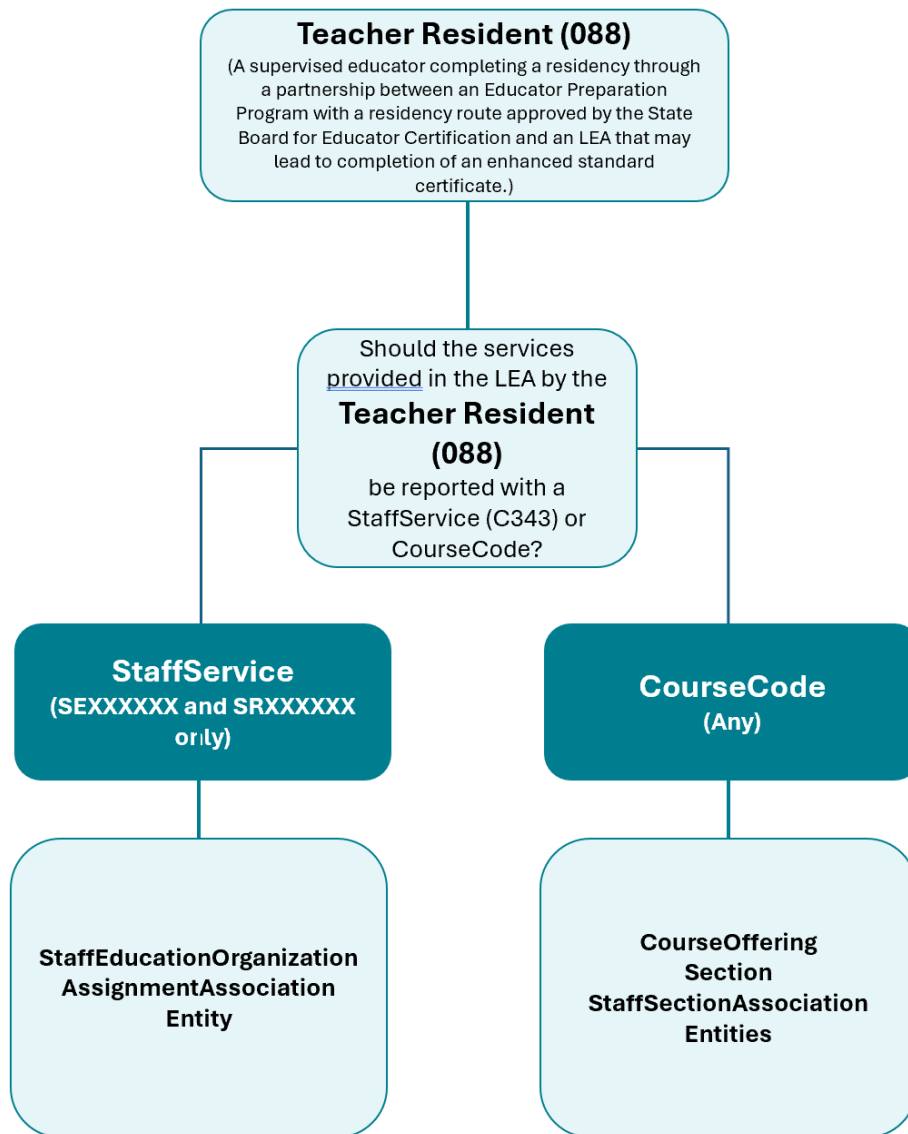 Teacher Resident (088)
(A supervised educator completing a residency through
a partnership between an Educator Preparation
Program with a residency route approved by the State
Board for Educator Certification and an LEA that may
lead to completion of an enhanced standard
certificate.)
Should the services
provided in the LEA by the
Teacher Resident
(088)
be reported with a
StaffService (C343) or
CourseCode?
StaffService
(SEXXXXXX and SRXXXXXX
only)
CourseCode
(Any)
StaffEducationOrganization
AssignmentAssociation
Entity
CourseOffering
Section
StaffSectionAssociation
Entities